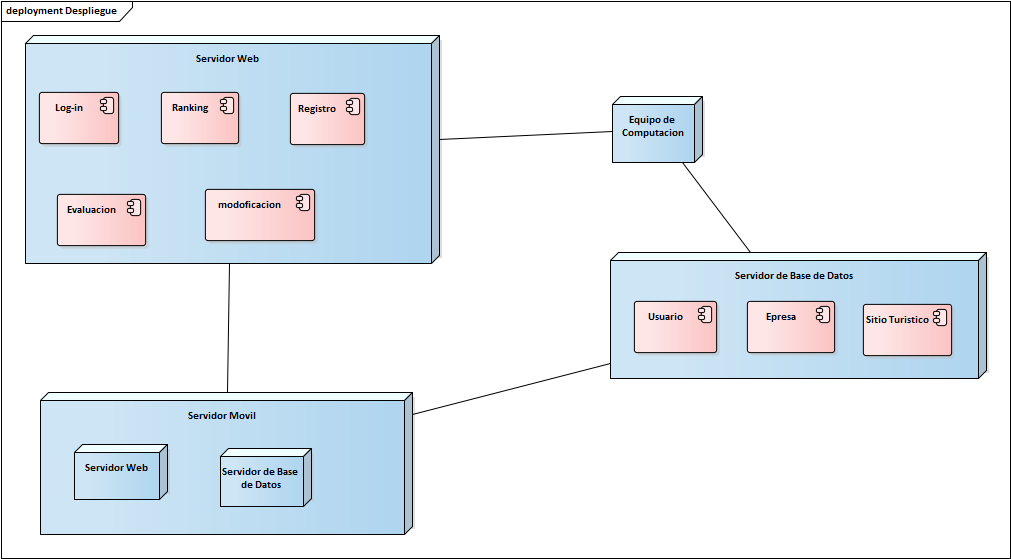 deployment Despliegue
Servidor Web
Log-in
Ranking
Registro
Evaluacion
modoficacion
Equipo de
Computacion
Servidor de Base de Datos
Usuario
Epresa
Sitio Turistico
Servidor Movil
Servidor Web
Servidor de Base
de Datos